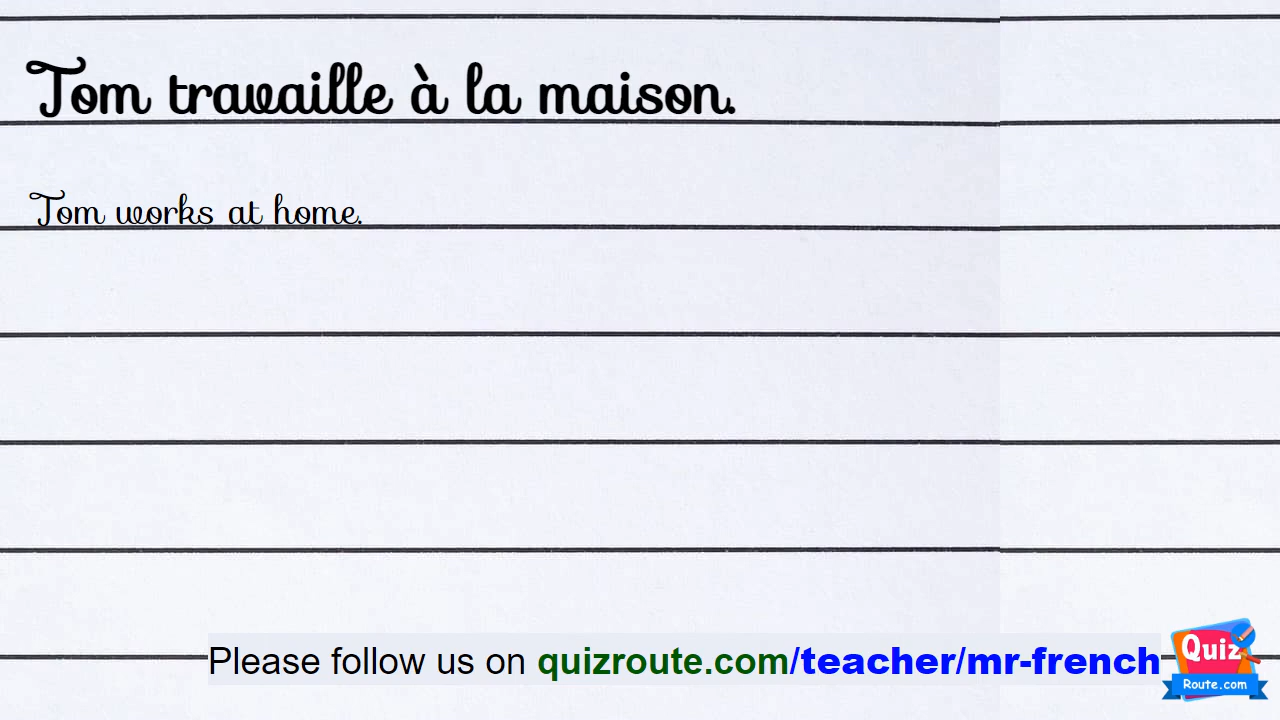 Tom travaille à la maison.
Tom works at home.
Please follow us on quizroute.com/teacher/mr-french
Quiz
Route.com